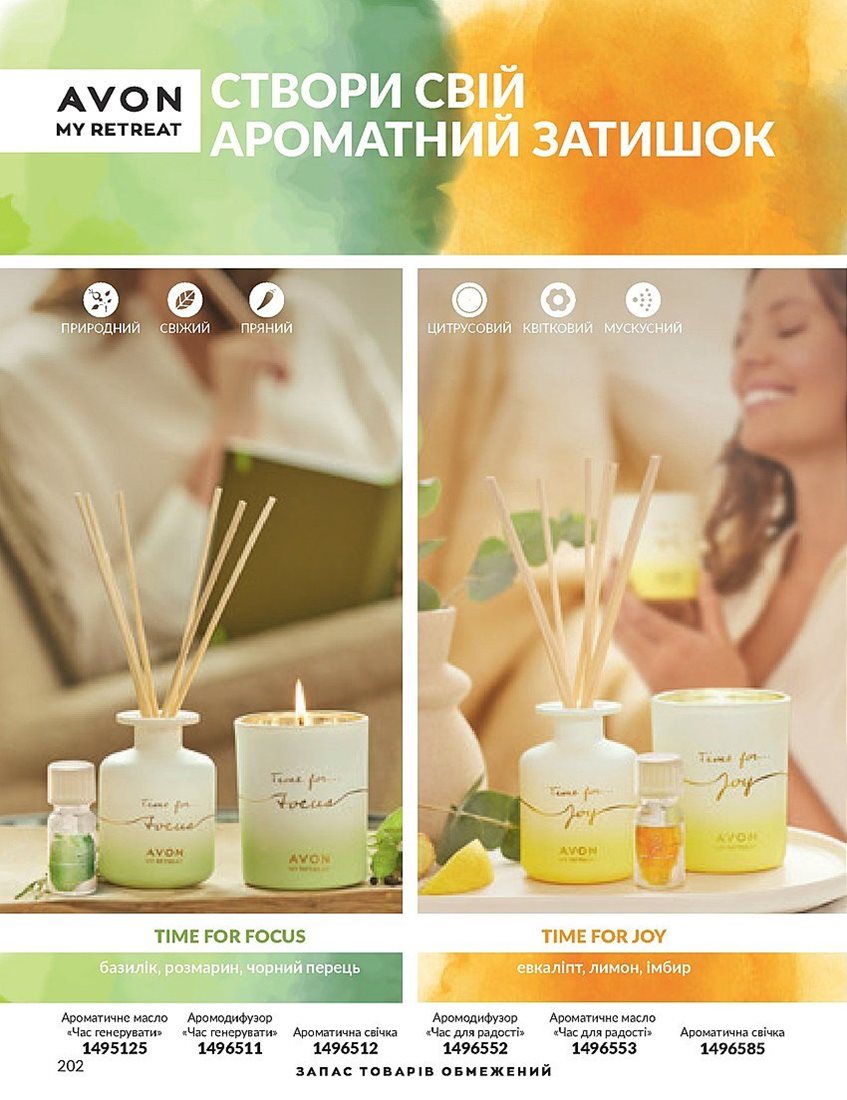 AVON
MY RETREAT
СТВОРИ СВІЙ
АРОМАТНИЙ ЗАТИШОК
ПРИРОДНИЙ
СВІЖИЙ
ПРЯНИЙ
ЦИТРУСОВИЙ
КВІТКОВИЙ
МУСКУСНИЙ
Time for
Focus
AVON
MY RETREAT
Time for...
Focus
AVON
MY RETREAT
Time for...
Joy
AVON
MY RETREAT
Time for...
Joy
AVON
MY RETREAT
TIME FOR FOCUS
базилік, розмарин, чорний перець
Ароматичне масло
«Час генерувати»
1495125
Аромодифузор
«Час генерувати»
1496511
Ароматична свічка
1496512
TIME FOR JOY
евкаліпт, лимон, імбир
Аромодифузор
«Час для радості»
1496552
Ароматичне масло
«Час для радості»
1496553
Ароматична свічка
1496585
202
ЗАПАС ТОВАРІВ ОБМЕЖЕНИЙ